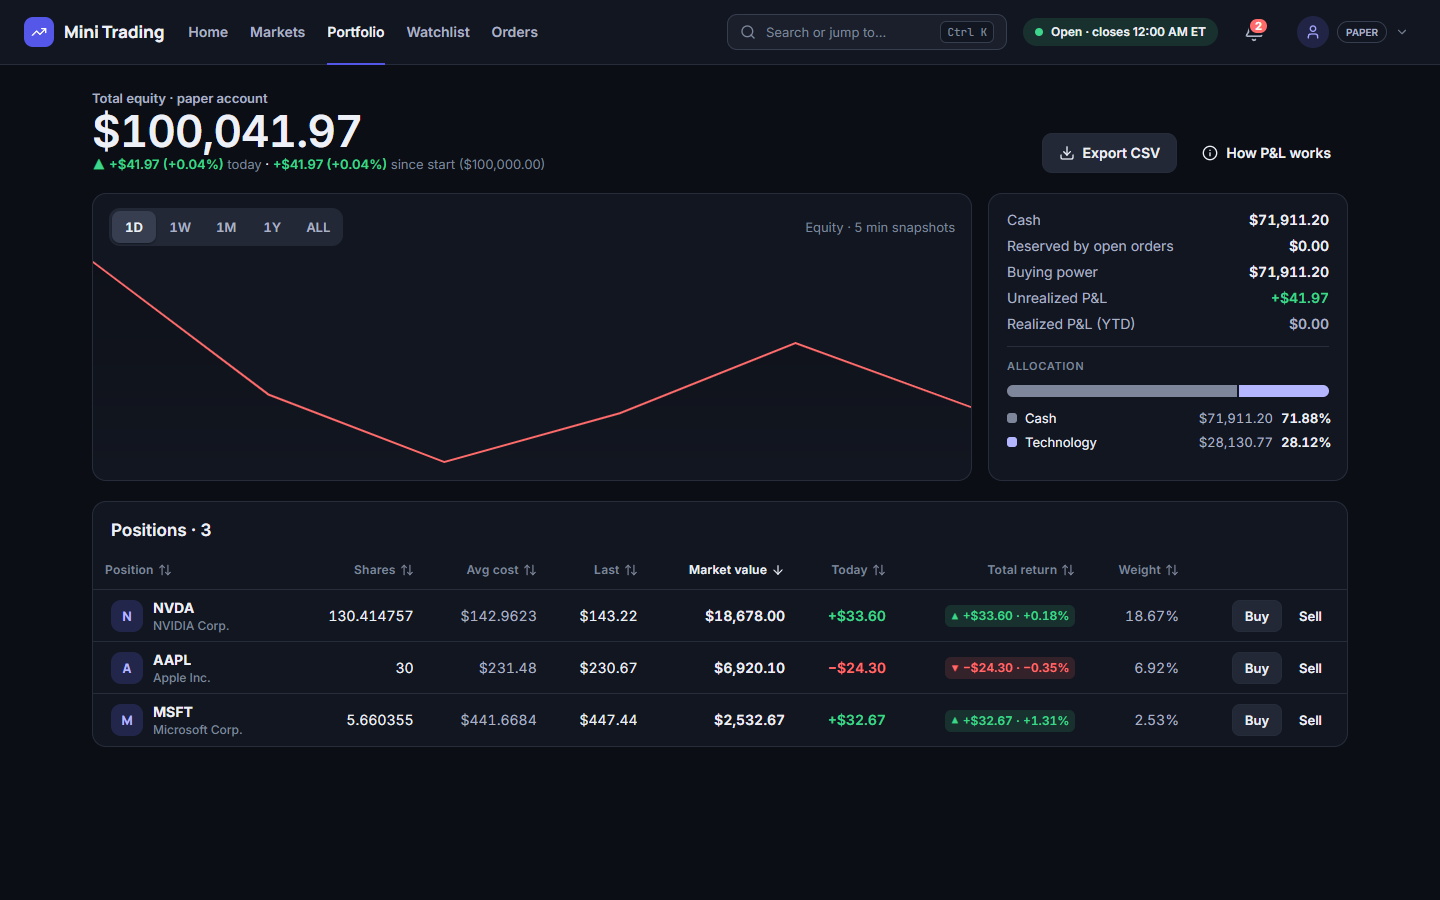 Mini Trading Home Markets Portfolio Watchlist Orders Search or jump to... Ctrl K Open · closes 12:00 AM ET 2 PAPER
Total equity · paper account
$100,041.97
▲ +$41.97 (+0.04%) today · +$41.97 (+0.04%) since start ($100,000.00)
Export CSV How P&L works
1D 1W 1M 1Y ALL Equity · 5 min snapshots
Cash $71,911.20
Reserved by open orders $0.00
Buying power $71,911.20
Unrealized P&L +$41.97
Realized P&L (YTD) $0.00
ALLOCATION
Cash $71,911.20 71.88%
Technology $28,130.77 28.12%
Positions · 3
Position Shares Avg cost Last Market value Today Total return Weight
N NVDA 130.414757 $142.9623 $143.22 $18,678.00 +$33.60 ▲ +$33.60 · +0.18% 18.67% Buy Sell
NVIDIA Corp.
A AAPL 30 $231.48 $230.67 $6,920.10 −$24.30 ▼ −$24.30 · −0.35% 6.92% Buy Sell
Apple Inc.
M MSFT 5.660355 $441.6684 $447.44 $2,532.67 +$32.67 ▲ +$32.67 · +1.31% 2.53% Buy Sell
Microsoft Corp.